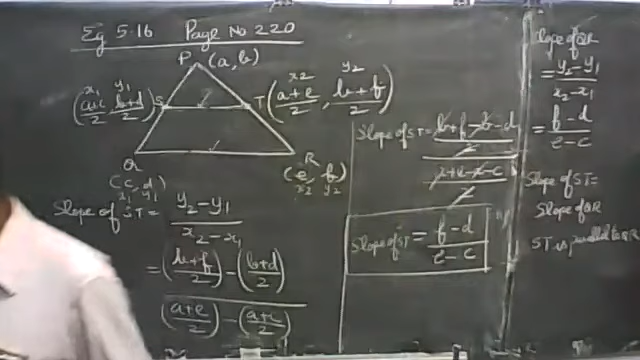 Eg 5.16 Page No 220
P (a, b)
x1 y1
(a+c/2, b+d/2) S
x2 y2
T (a+e/2, b+f/2)
Q
(c, d)
x1 y1
R
(e, f)
x2 y2
Slope of ST = y2-y1 / x2-x1
= (b+f/2) - (b+d/2)
(a+e/2) - (a+c/2)
Slope of ST = b+f-b-d / 2
a+e-a-c / 2
Slope of ST = f-d / e-c
Slope of QR
= y2-y1 / x2-x1
= f-d / e-c
Slope of ST =
Slope of QR
ST is parallel to QR